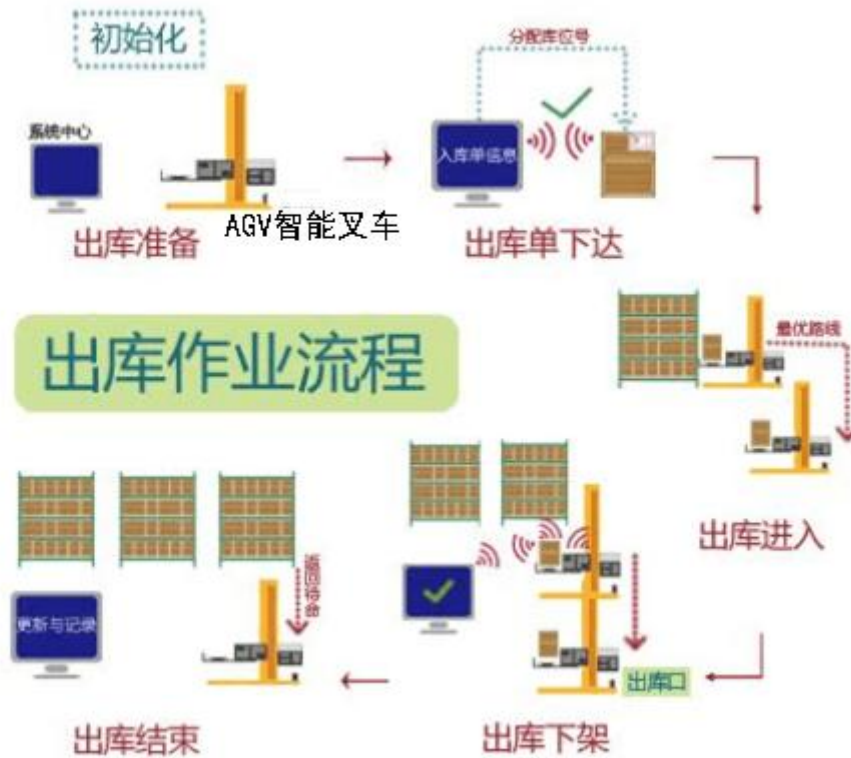 初始化
系统中心
AGV智能叉车
出库准备
分配库位号
入库单信息
出库单下达
出库作业流程
最优路线
出库进入
出库口
出库下架
返回待命
更新与记录
出库结束